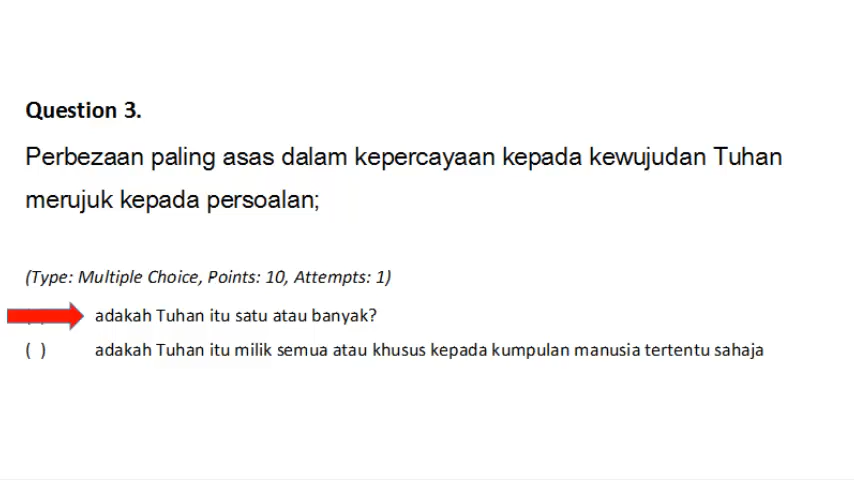 Question 3.
Perbezaan paling asas dalam kepercayaan kepada kewujudan Tuhan
merujuk kepada persoalan;
(Type: Multiple Choice, Points: 10, Attempts: 1)
adakah Tuhan itu satu atau banyak?
( ) adakah Tuhan itu milik semua atau khusus kepada kumpulan manusia tertentu sahaja